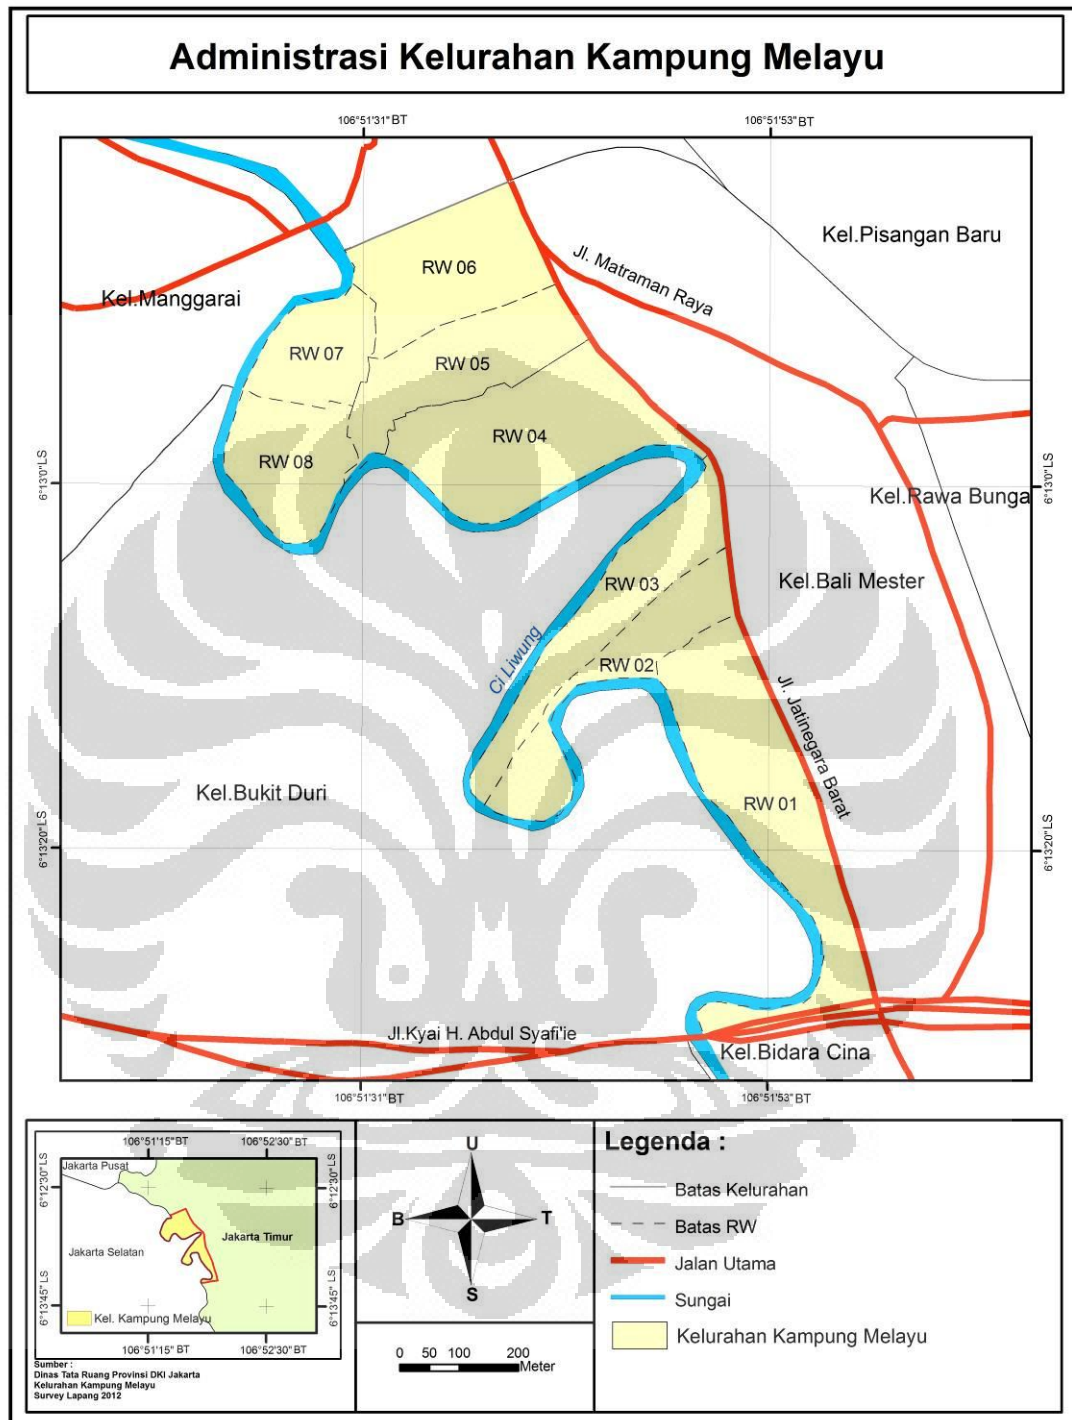 Administrasi Kelurahan Kampung Melayu
106°51'31" BT
106°51'53" BT
Kel.Pisangan Baru
RW 06
Jl. Matraman Raya
Kel.Manggarai
RW 07
RW 05
RW 04
RW 08
6°13'0" LS
6°13'0" LS
Kel.Rawa Bunga
RW 03
Kel.Bali Mester
Ci Liwung
RW 02
Jl. Jatinegara Barat
Kel.Bukit Duri
RW 01
6°13'20" LS
6°13'20" LS
Jl.Kyai H. Abdul Syafi'ie
Kel.Bidara Cina
106°51'31" BT
106°51'53" BT
106°51'15" BT
106°52'30" BT
Jakarta Pusat
6°12'30" LS
6°12'30" LS
Jakarta Timur
Jakarta Selatan
6°13'45" LS
6°13'45" LS
Kel. Kampung Melayu
106°51'15" BT
106°52'30" BT
Sumber :
Dinas Tata Ruang Provinsi DKI Jakarta
Kelurahan Kampung Melayu
Survey Lapang 2012
U
B
T
S
0 50 100 200
Meter
Legenda :
Batas Kelurahan
Batas RW
Jalan Utama
Sungai
Kelurahan Kampung Melayu